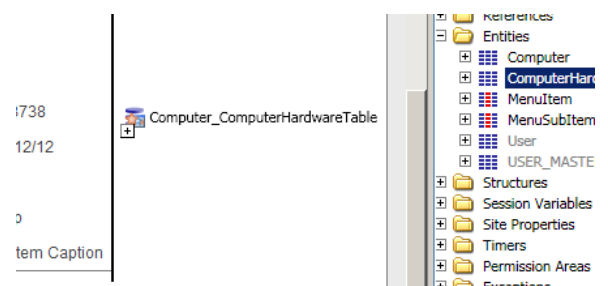 3738
12/12
tem Caption
Computer_ComputerHardwareTable
References
Entities
Computer
ComputerHard
MenuItem
MenuSubItem
User
USER_MASTE
Structures
Session Variables
Site Properties
Timers
Permission Areas
Exceptions